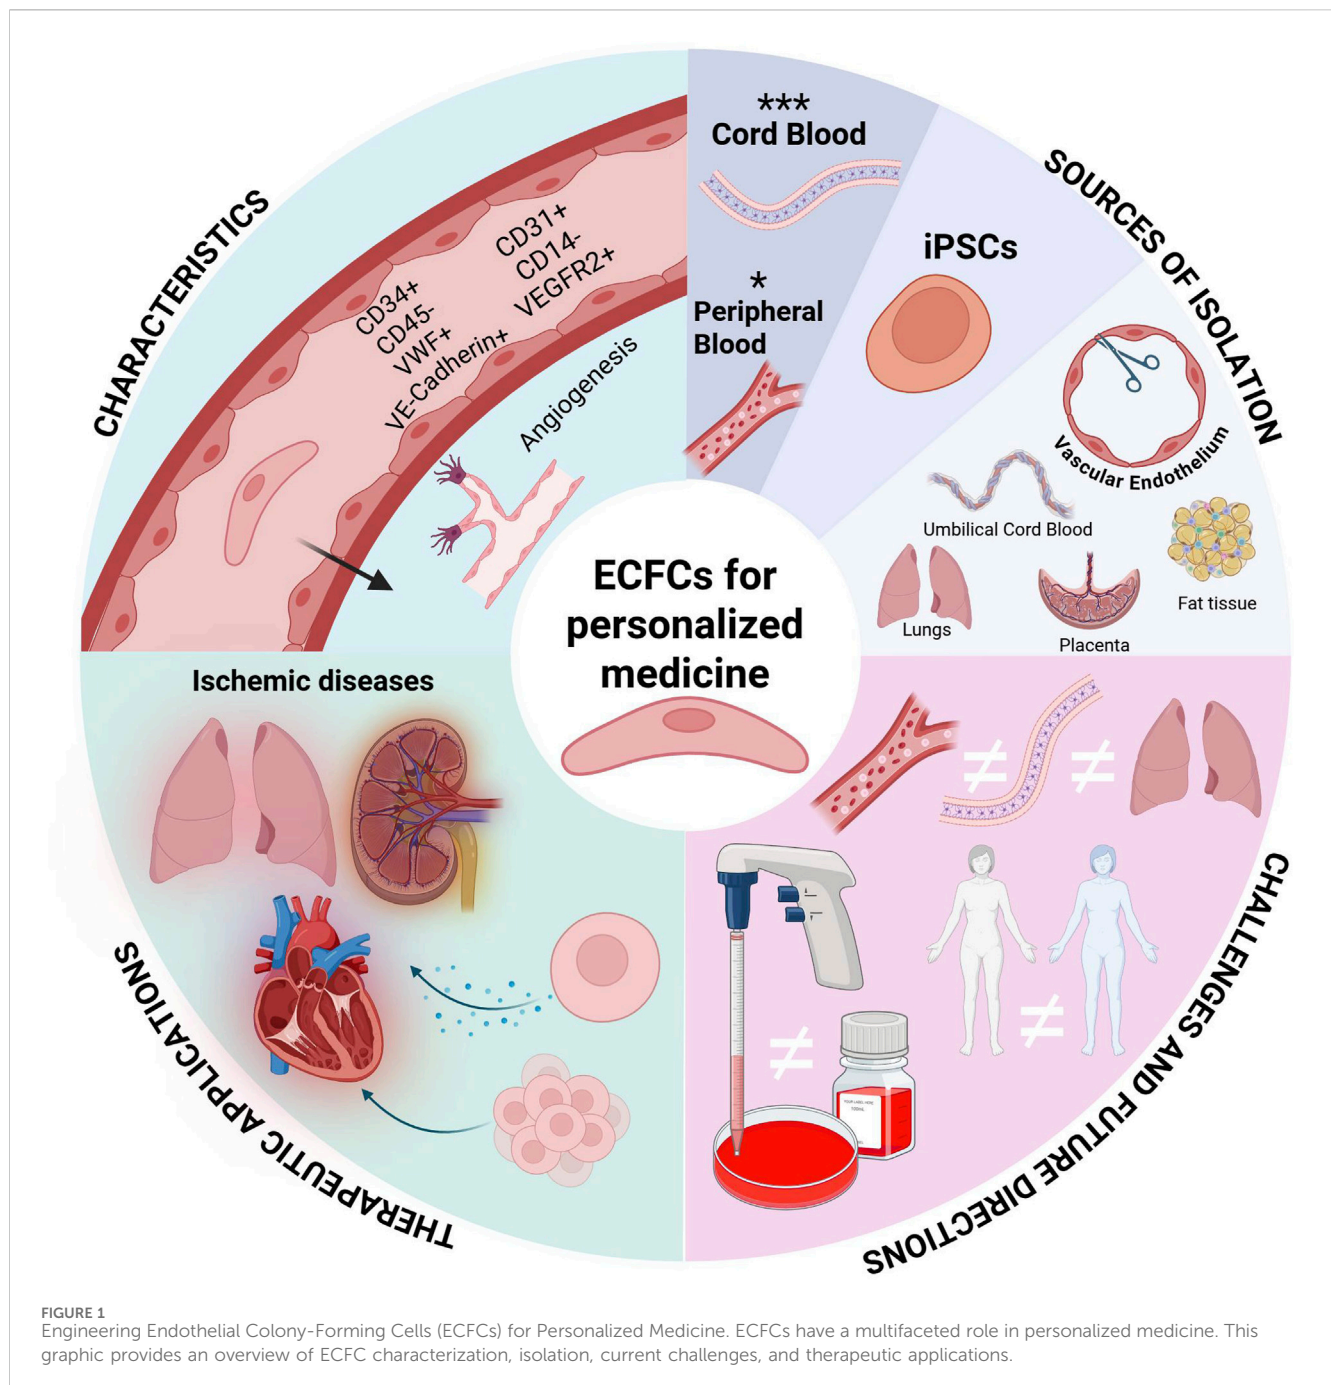 CHARACTERISTICS
CD34+
CD45-
VWF+
VE-Cadherin+
CD31+
CD14-
VEGFR2+
Angiogenesis
***
Cord Blood
*
Peripheral
Blood
iPSCs
SOURCES OF ISOLATION
Vascular Endothelium
Umbilical Cord Blood
Lungs
Placenta
Fat tissue
ECFCs for
personalized
medicine
Ischemic diseases
THERAPEUTIC APPLICATIONS
≠
≠
≠
≠
YOUR LABEL HERE
CHALLENGES AND FUTURE DIRECTIONS
FIGURE 1
Engineering Endothelial Colony-Forming Cells (ECFCs) for Personalized Medicine. ECFCs have a multifaceted role in personalized medicine. This
graphic provides an overview of ECFC characterization, isolation, current challenges, and therapeutic applications.